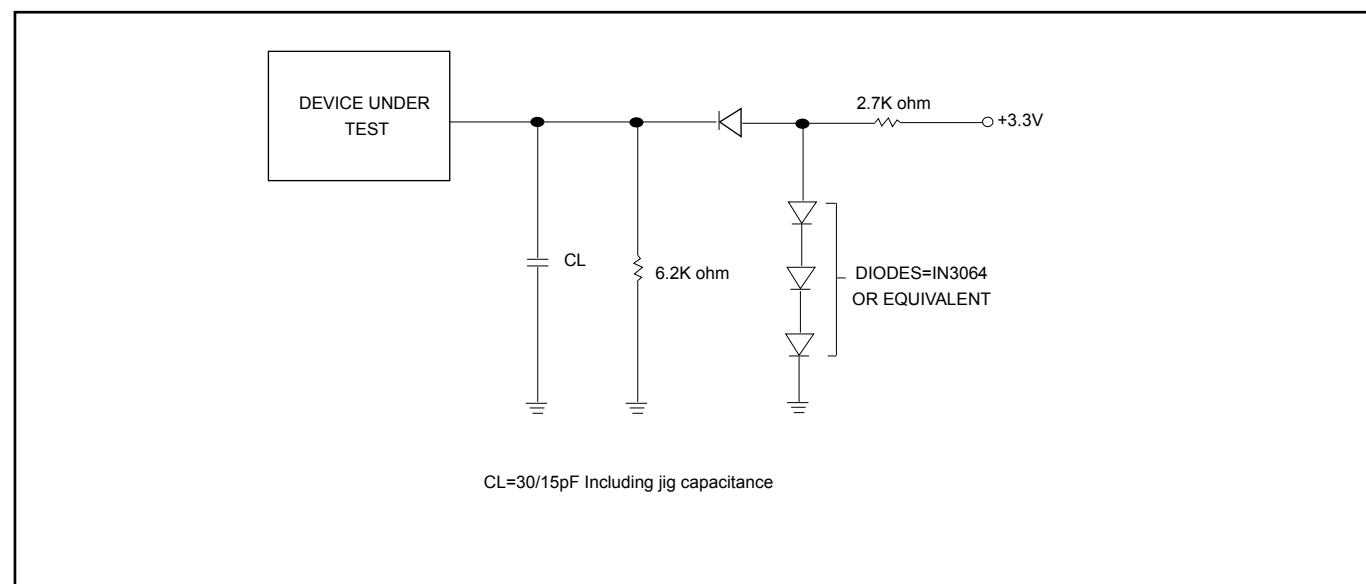 DEVICE UNDER
TEST
2.7K ohm
+3.3V
CL
6.2K ohm
DIODES=IN3064
OR EQUIVALENT
CL=30/15pF Including jig capacitance